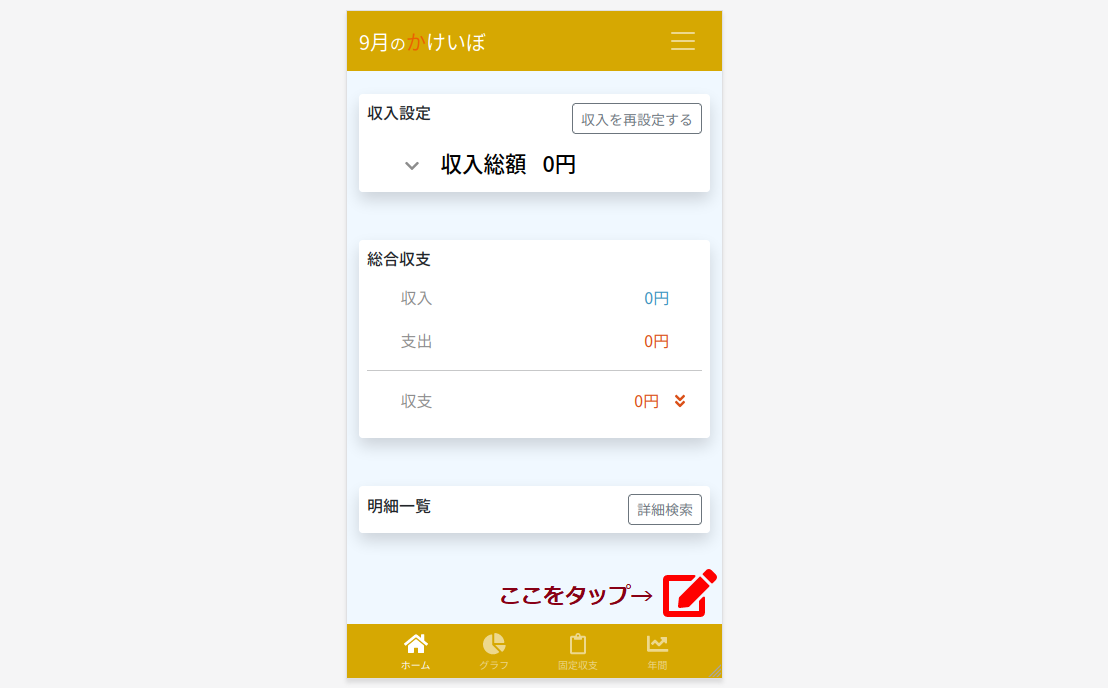 9月のかけいぼ
収入設定
収入を再設定する
収入総額 0円
総合収支
収入 0円
支出 0円
収支 0円
明細一覧
詳細検索
ここをタップ→
ホーム グラフ 固定収支 年間